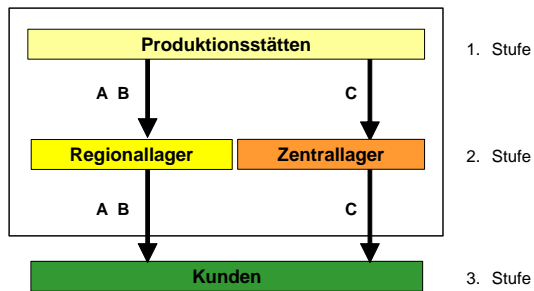 Produktionsstätten 1. Stufe
A B C
Regionallager Zentrallager 2. Stufe
A B C
Kunden 3. Stufe